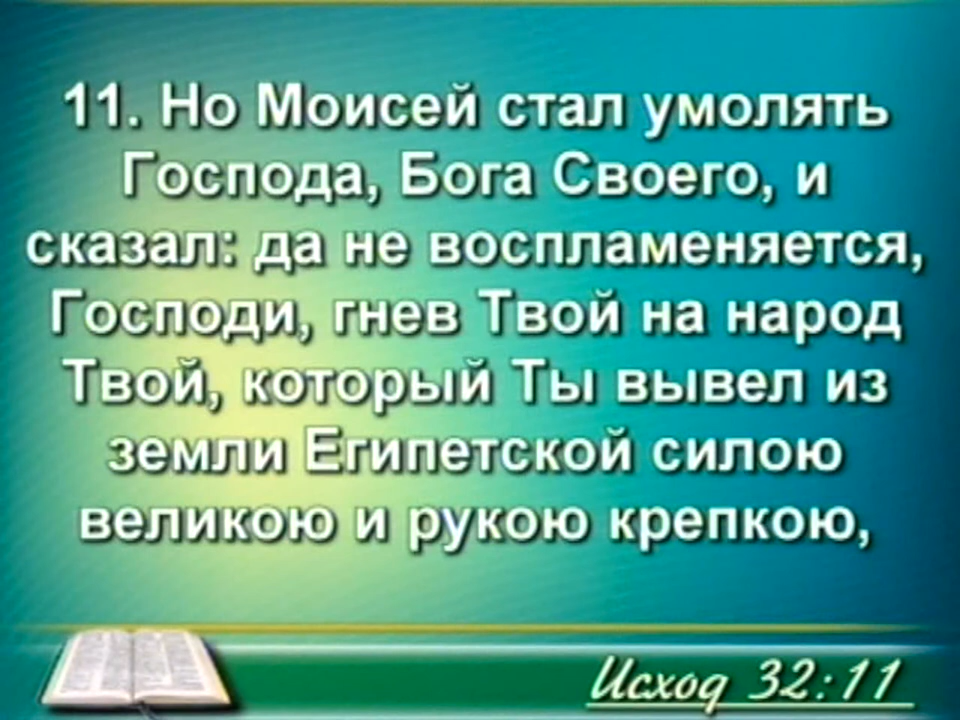 11. Но Моисей стал умолять
Господа, Бога Своего, и
сказал: да не воспламеняется,
Господи, гнев Твой на народ
Твой, который Ты вывел из
земли Египетской силою
великою и рукою крепкою,
Исход 32:11